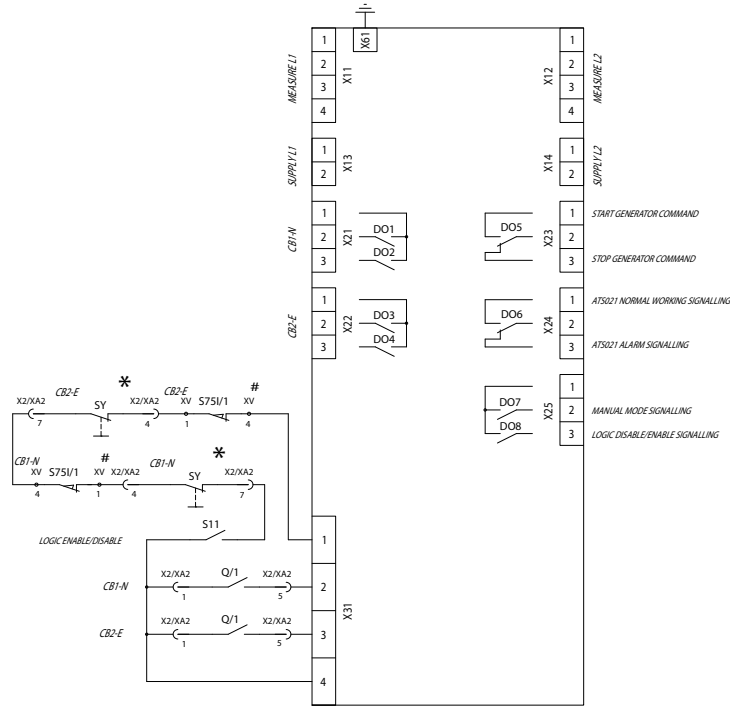 X61
MEASURE L1
1
2
3
4
X11
X12
1
2
3
4
MEASURE L2
SUPPLY L1
1
2
X13
X14
1
2
SUPPLY L2
CB1-N
1
2
3
X21
DO1
DO2
DO5
X23
1
2
3
START GENERATOR COMMAND
STOP GENERATOR COMMAND
CB2-E
1
2
3
X22
DO3
DO4
DO6
X24
1
2
3
ATS021 NORMAL WORKING SIGNALLING
ATS021 ALARM SIGNALLING
DO7
DO8
X25
1
2
3
MANUAL MODE SIGNALLING
LOGIC DISABLE/ENABLE SIGNALLING
CB2-E * CB2-E #
X2/XA2 SY X2/XA2 XV S75I/1 XV
7 4 1 4
CB1-N # CB1-N *
XV S75I/1 XV X2/XA2 SY X2/XA2
4 1 4 7
LOGIC ENABLE/DISABLE S11 1
CB1-N X2/XA2 Q/1 X2/XA2 2
1 5
X31
CB2-E X2/XA2 Q/1 X2/XA2 3
1 5
4